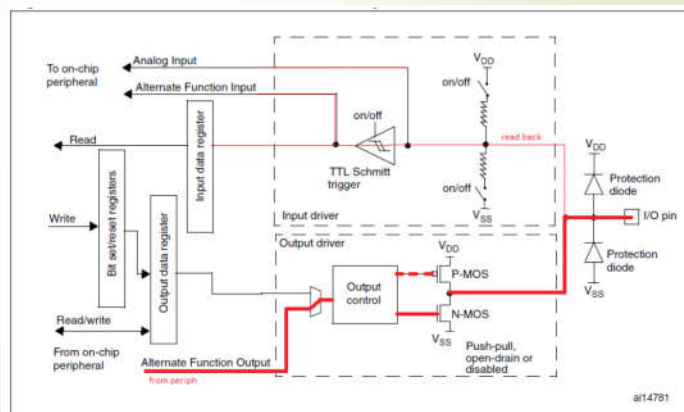 To on-chip
peripheral
Analog Input
Alternate Function Input
Read
Input data register
on/off
TTL Schmitt
trigger
VDD
on/off
on/off
VSS
Input driver
read back
VDD
Protection
diode
I/O pin
Protection
diode
VSS
Write
Bit set/reset registers
Output data register
Read/write
From on-chip
peripheral
Output driver
Output
control
VDD
P-MOS
N-MOS
VSS
Push-pull,
open-drain or
disabled
Alternate Function Output
from periph
ai14781